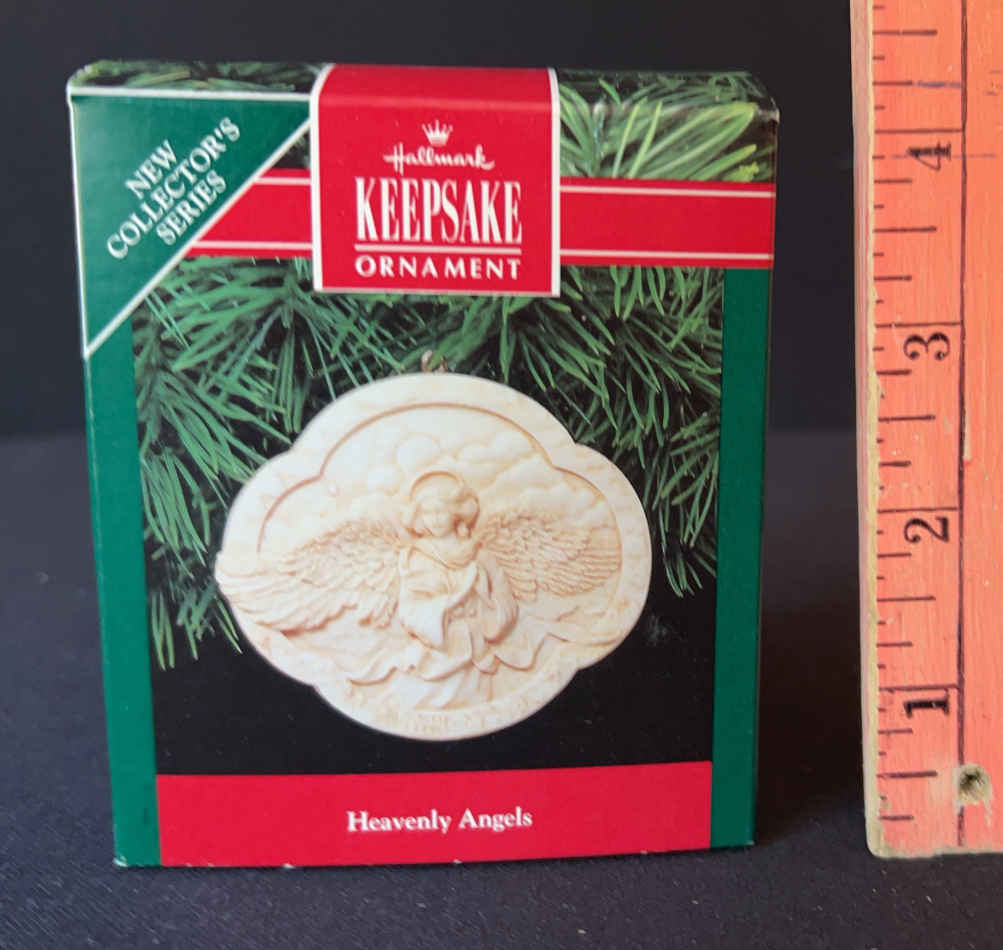 NEW
COLLECTOR'S
SERIES
Hallmark
KEEPSAKE
ORNAMENT
Heavenly Angels
4
3
2
1